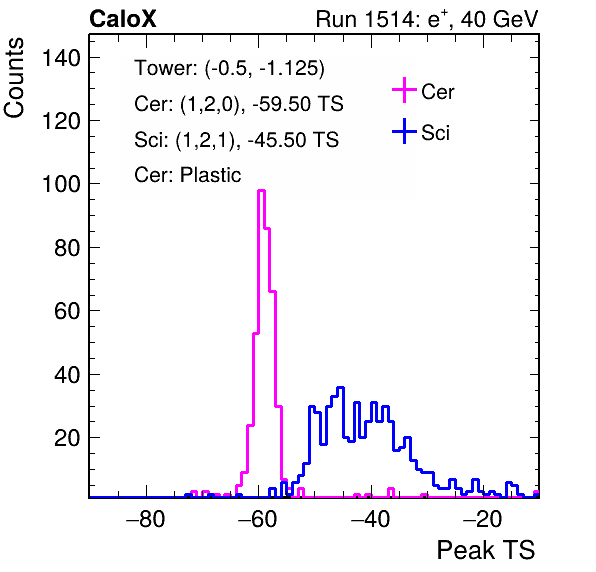 CaloX Run 1514: e⁺, 40 GeV
Counts
Tower: (-0.5, -1.125)
Cer: (1,2,0), -59.50 TS
Sci: (1,2,1), -45.50 TS
Cer: Plastic
Cer
Sci
140
120
100
80
60
40
20
−80 −60 −40 −20
Peak TS